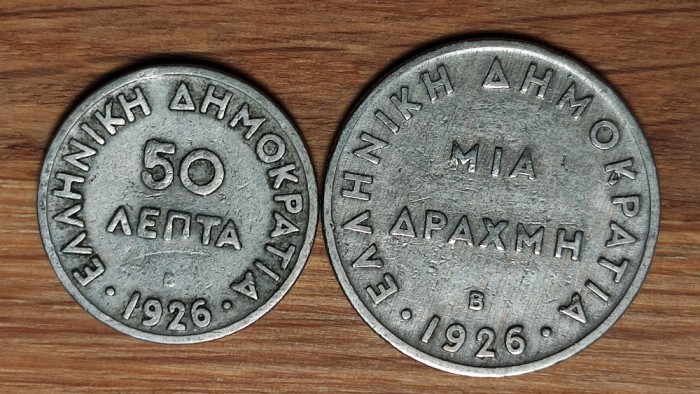 ΕΛΛΗΝΙΚΗ ΔΗΜΟΚΡΑΤΙΑ
50
ΛΕΠΤΑ
B
· 1926 ·
ΕΛΛΗΝΙΚΗ ΔΗΜΟΚΡΑΤΙΑ
ΜΙΑ
ΔΡΑΧΜΗ
B
· 1926 ·